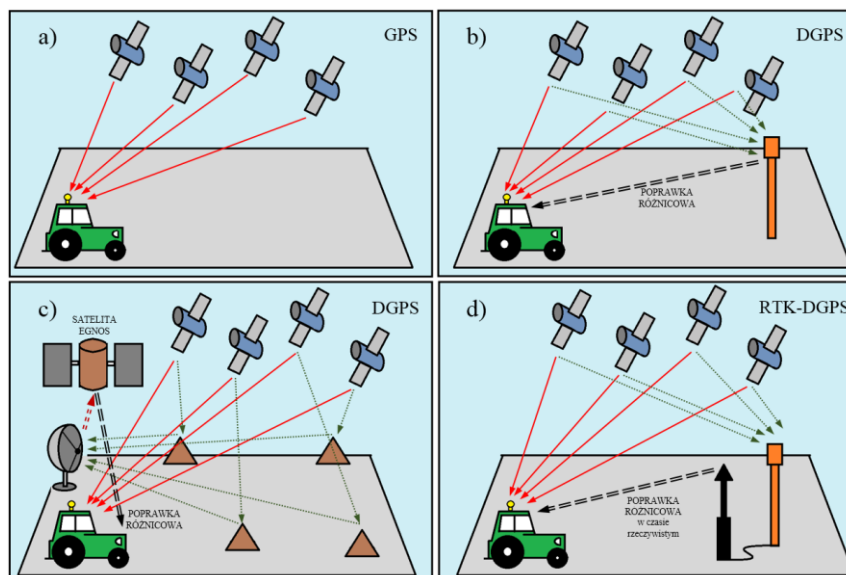 a)
GPS
b)
DGPS
POPRAWKA
RÓŻNICOWA
c)
DGPS
SATELITA
EGNOS
POPRAWKA
RÓŻNICOWA
d)
RTK-DGPS
POPRAWKA
RÓŻNICOWA
w czasie
rzeczywistym